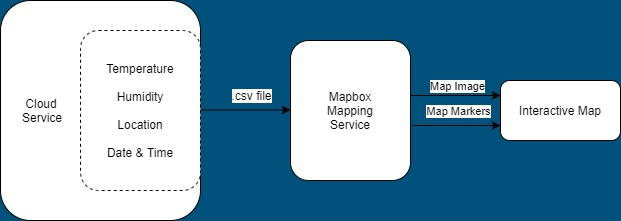 Cloud
Service
Temperature
Humidity
Location
Date & Time
.csv file
Mapbox
Mapping
Service
Map Image
Map Markers
Interactive Map